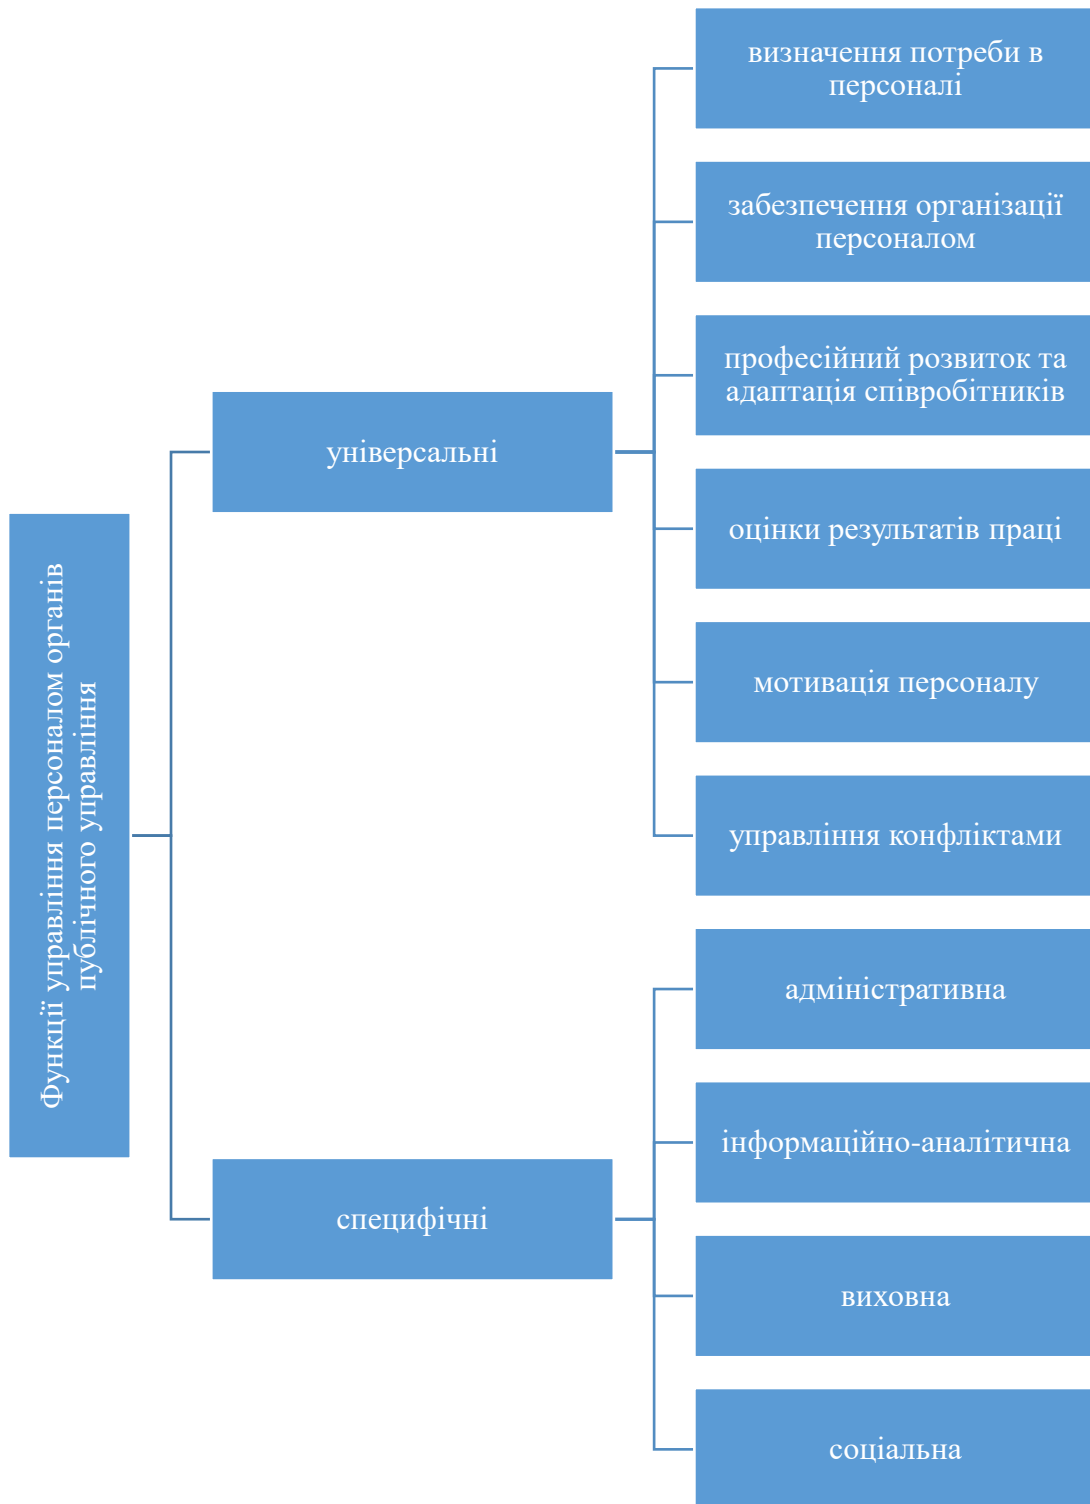 Функції управління персоналом органів
публічного управління
універсальні
визначення потреби в
персоналі
забезпечення організації
персоналом
професійний розвиток та
адаптація співробітників
оцінки результатів праці
мотивація персоналу
управління конфліктами
специфічні
адміністративна
інформаційно-аналітична
виховна
соціальна